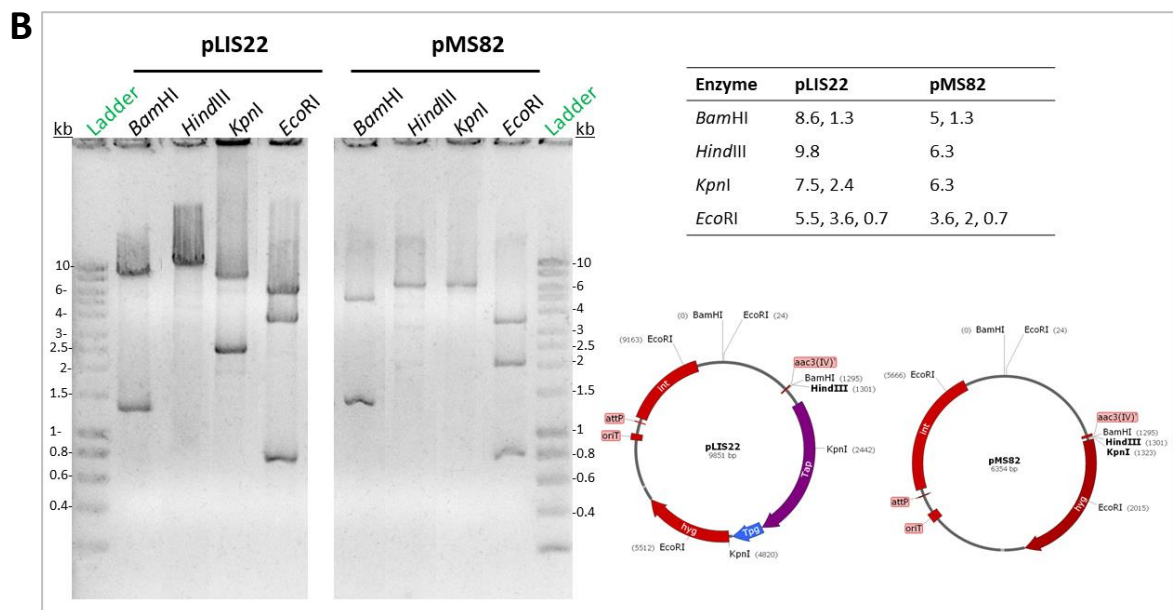 B
pLIS22
pMS82
kb
Ladder
BamHI
HindIII
KpnI
EcoRI
BamHI
HindIII
KpnI
EcoRI
Ladder
kb
10-
6-
4-
3-
2.5-
2-
1.5-
1-
0.8-
0.6-
0.4-
-10
-6
-4
-3
-2.5
-2
-1.5
-1
-0.8
-0.6
-0.4
Enzyme pLIS22 pMS82
BamHI 8.6, 1.3 5, 1.3
HindIII 9.8 6.3
KpnI 7.5, 2.4 6.3
EcoRI 5.5, 3.6, 0.7 3.6, 2, 0.7
(0) BamHI
EcoRI (24)
(9163) EcoRI
aac3(IV)'
BamHI (1295)
HindIII (1301)
int
attP
oriT
KpnI (2442)
pLIS22
9851 bp
Tap
hyg
Tpg
(5512) EcoRI
KpnI (4820)
(0) BamHI
EcoRI (24)
(5666) EcoRI
aac3(IV)'
BamHI (1295)
HindIII (1301)
KpnI (1323)
int
pMS82
6354 bp
attP
oriT
hyg
EcoRI (2015)